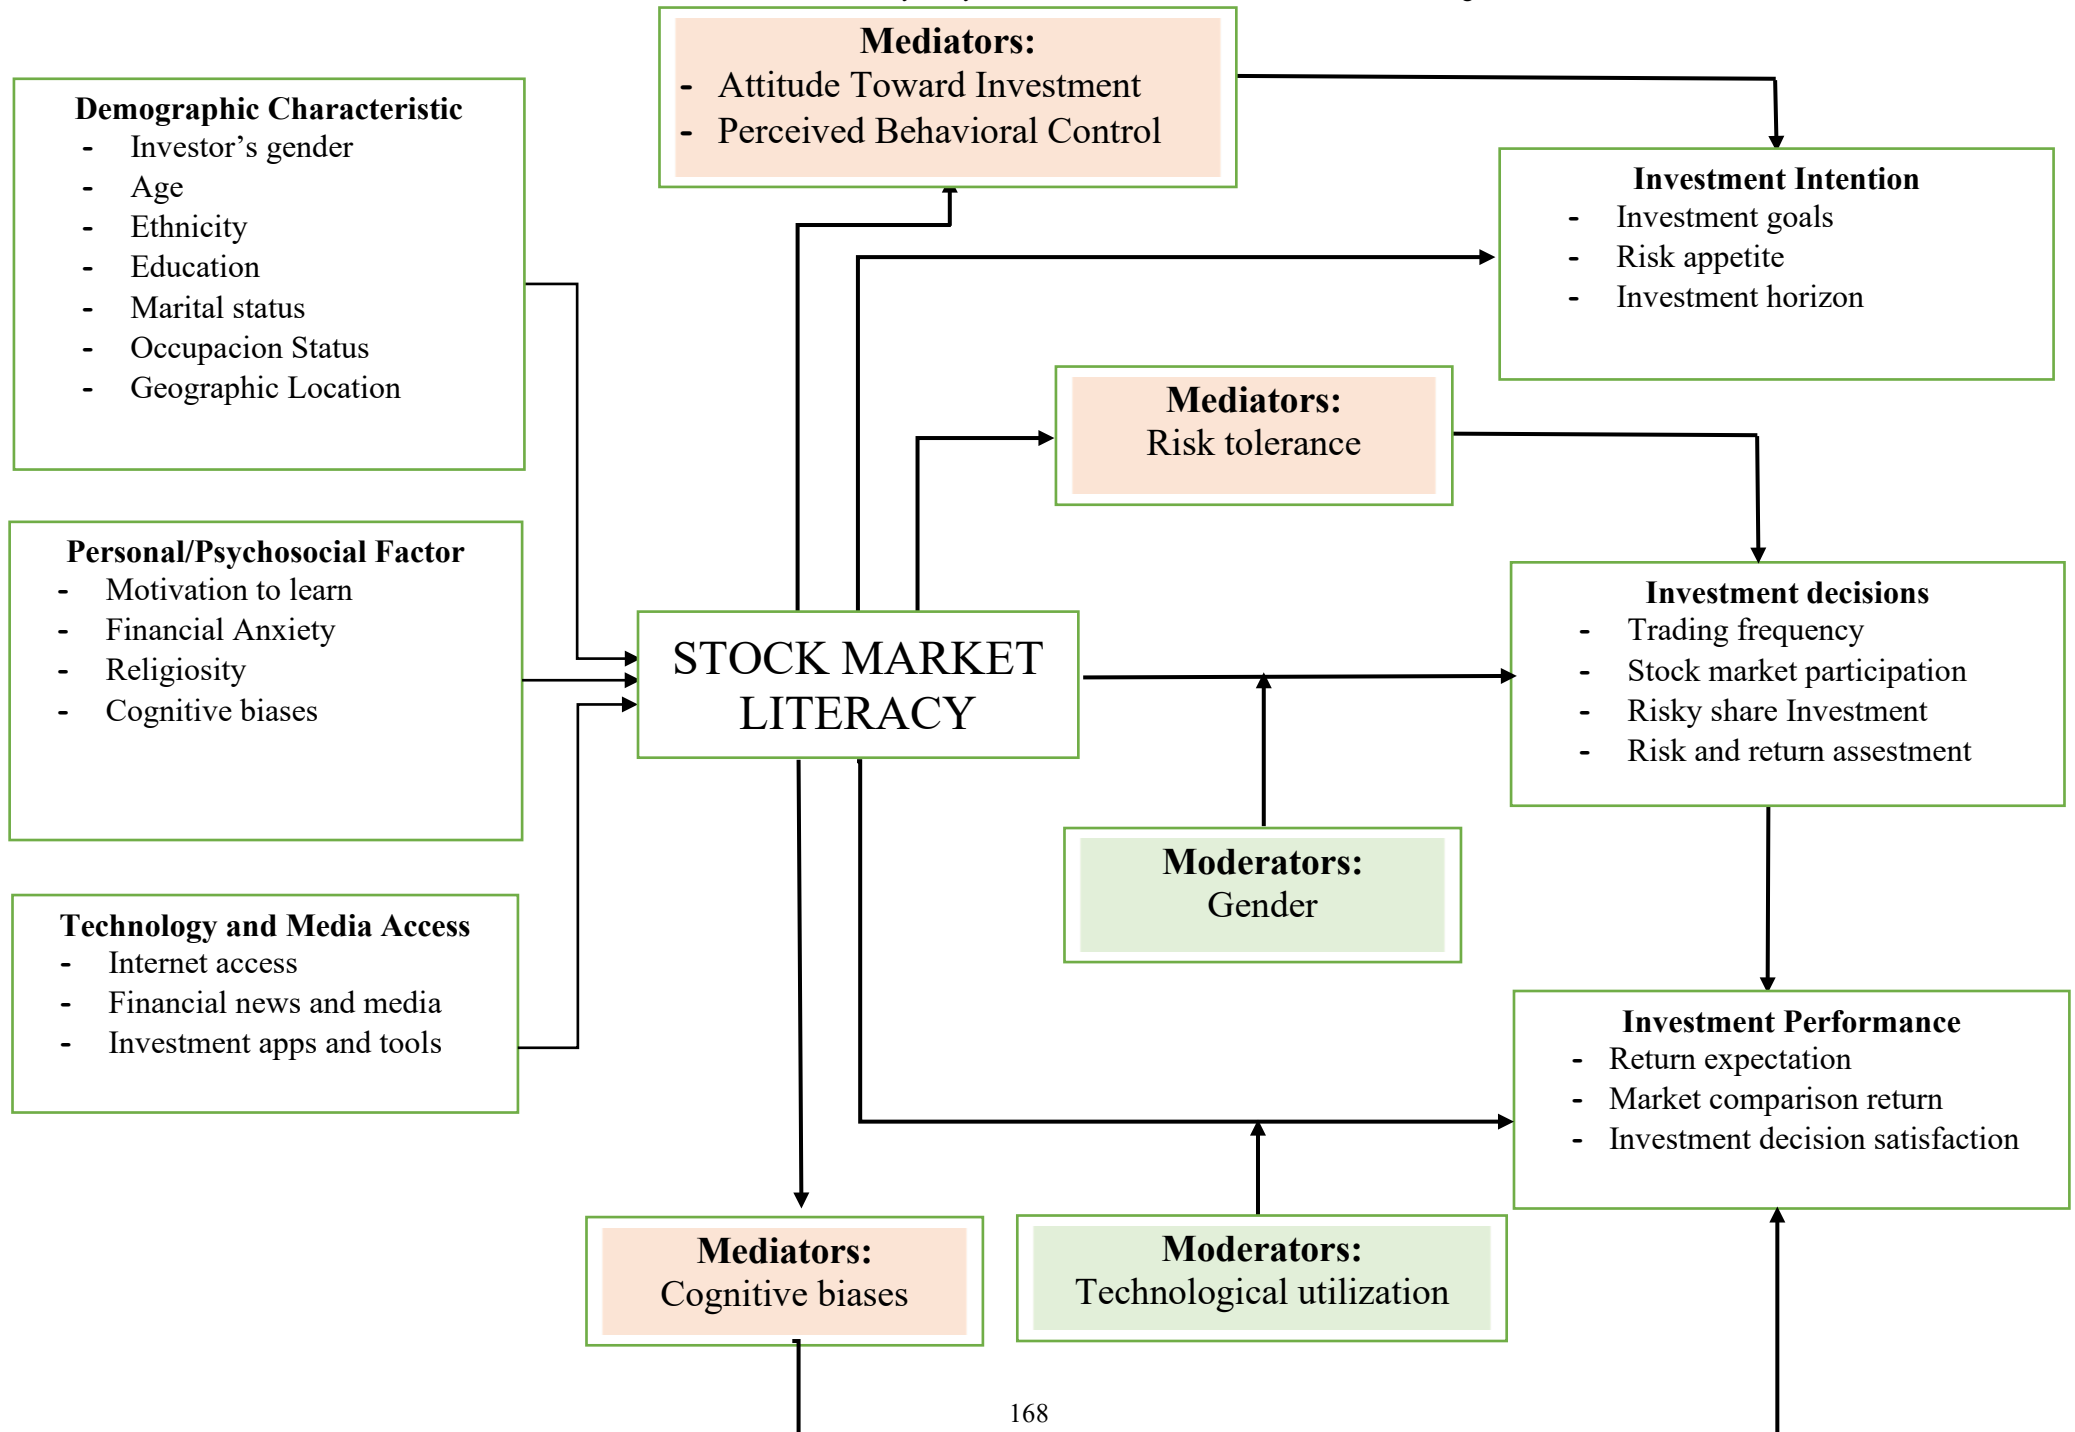 Mediators:
- Attitude Toward Investment
- Perceived Behavioral Control
Demographic Characteristic
- Investor’s gender
- Age
- Ethnicity
- Education
- Marital status
- Occupacion Status
- Geographic Location
Investment Intention
- Investment goals
- Risk appetite
- Investment horizon
Mediators:
Risk tolerance
Personal/Psychosocial Factor
- Motivation to learn
- Financial Anxiety
- Religiosity
- Cognitive biases
STOCK MARKET
LITERACY
Investment decisions
- Trading frequency
- Stock market participation
- Risky share Investment
- Risk and return assestment
Moderators:
Gender
Technology and Media Access
- Internet access
- Financial news and media
- Investment apps and tools
Investment Performance
- Return expectation
- Market comparison return
- Investment decision satisfaction
Mediators:
Cognitive biases
Moderators:
Technological utilization
168